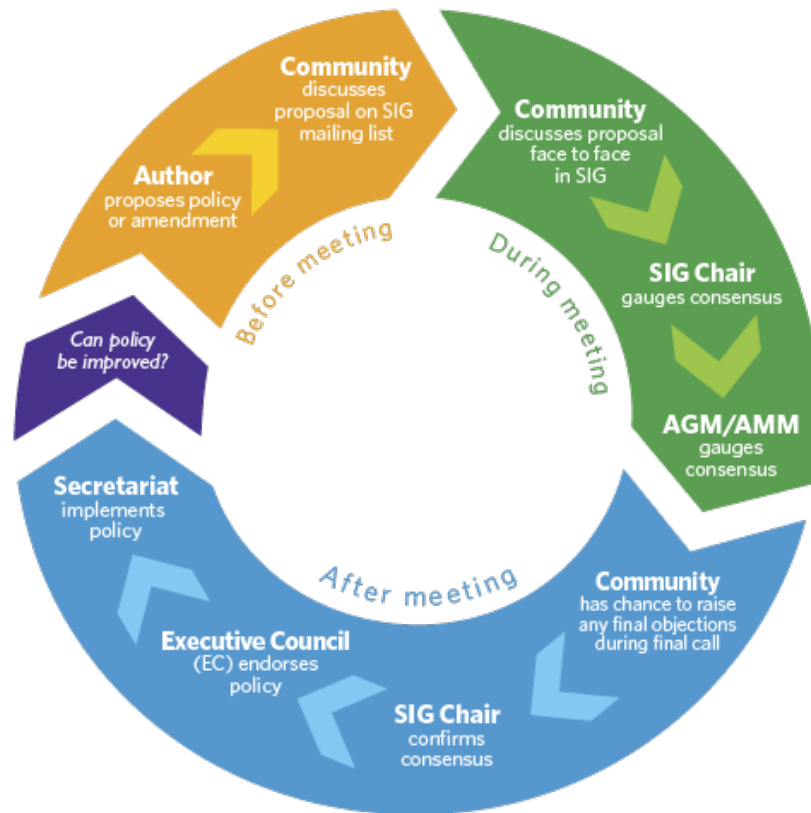 Author
proposes policy
or amendment
Community
discusses
proposal on SIG
mailing list
Before meeting
Community
discusses proposal
face to face
in SIG
SIG Chair
gauges consensus
AGM/AMM
gauges
consensus
During meeting
Community
has chance to raise
any final objections
during final call
SIG Chair
confirms
consensus
Executive Council
(EC) endorses
policy
Secretariat
implements
policy
After meeting
Can policy
be improved?